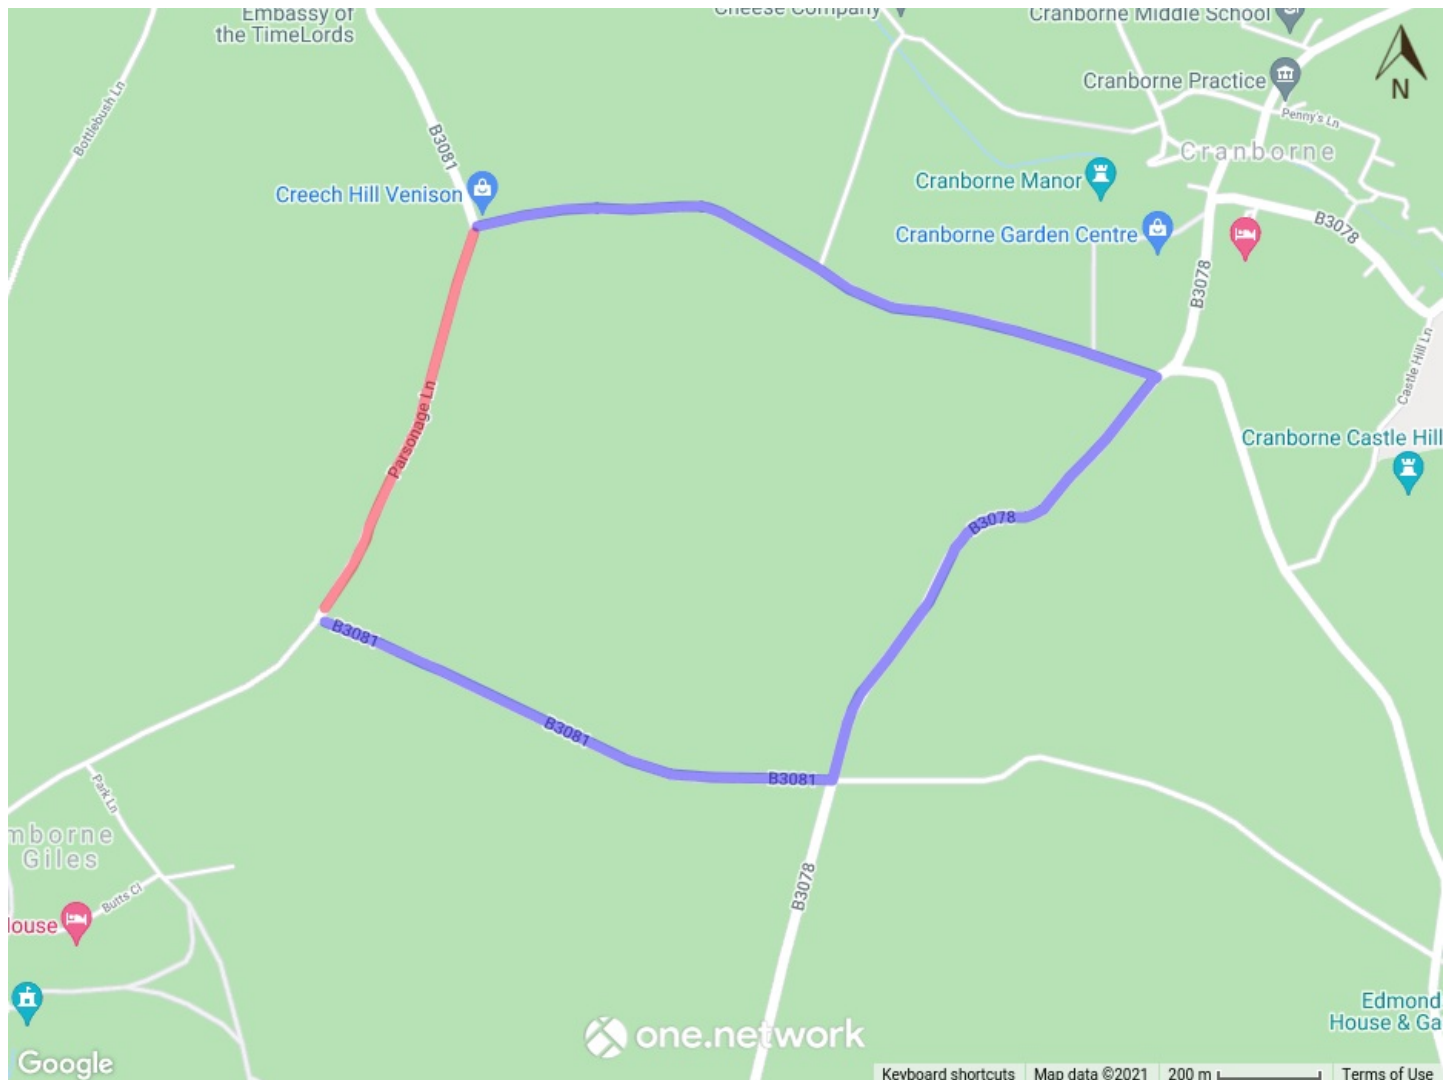 Embassy of
the TimeLords
Cheese Company
Cranborne Middle School
N
Cranborne Practice
Bottlebush Ln
B3081
Penny's Ln
Cranborne
Creech Hill Venison
Cranborne Manor
Cranborne Garden Centre
B3078
B3078
Castle Hill Ln
Parsonage Ln
Cranborne Castle Hill
B3078
B3081
B3081
B3081
Park Ln
mborne
Giles
Butts Cl
B3078
House
Edmond
House & Ga
one.network
Google
Keyboard shortcuts Map data ©2021 200 m Terms of Use